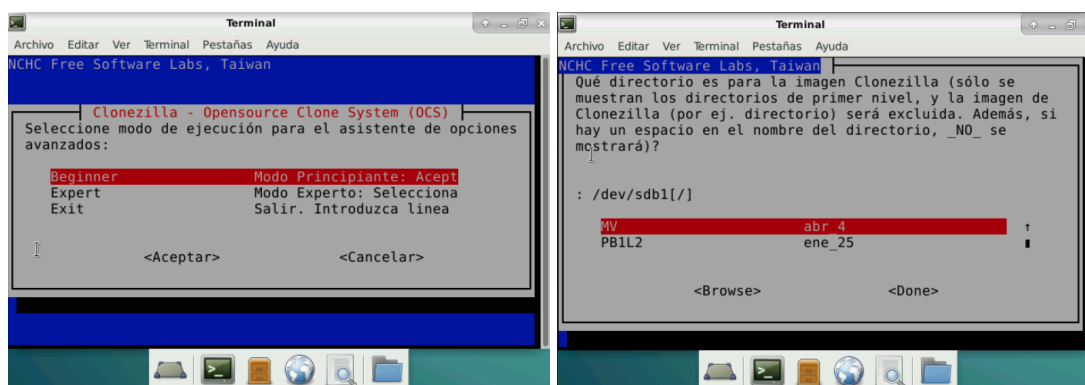 Terminal
Archivo Editar Ver Terminal Pestañas Ayuda
NCHC Free Software Labs, Taiwan
Clonezilla - Opensource Clone System (OCS)
Seleccione modo de ejecución para el asistente de opciones
avanzados:
Beginner Modo Principiante: Acept
Expert Modo Experto: Selecciona
Exit Salir. Introduzca linea
<Aceptar> <Cancelar>
Terminal
Archivo Editar Ver Terminal Pestañas Ayuda
NCHC Free Software Labs, Taiwan
Qué directorio es para la imagen Clonezilla (sólo se
muestran los directorios de primer nivel, y la imagen de
Clonezilla (por ej. directorio) será excluida. Además, si
hay un espacio en el nombre del directorio, _NO_ se
mostrará)?
: /dev/sdb1[/]
MV abr_4
PB1L2 ene_25
<Browse> <Done>